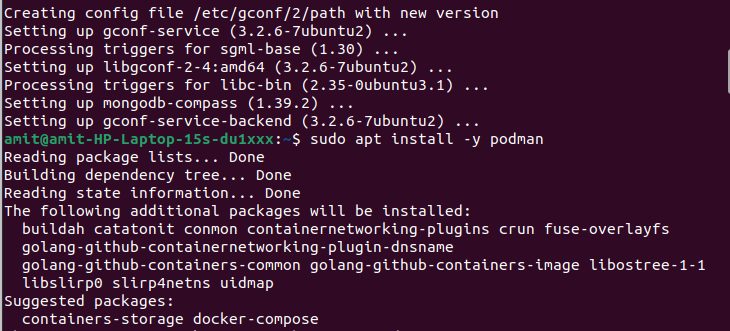 Creating config file /etc/gconf/2/path with new version
Setting up gconf-service (3.2.6-7ubuntu2) ...
Processing triggers for sgml-base (1.30) ...
Setting up libgconf-2-4:amd64 (3.2.6-7ubuntu2) ...
Processing triggers for libc-bin (2.35-0ubuntu3.1) ...
Setting up mongodb-compass (1.39.2) ...
Setting up gconf-service-backend (3.2.6-7ubuntu2) ...
amit@amit-HP-Laptop-15s-du1xxx:~$ sudo apt install -y podman
Reading package lists... Done
Building dependency tree... Done
Reading state information... Done
The following additional packages will be installed:
  buildah catatonit conmon containernetworking-plugins crun fuse-overlayfs
  golang-github-containernetworking-plugin-dnsname
  golang-github-containers-common golang-github-containers-image libostree-1-1
  libslirp0 slirp4netns uidmap
Suggested packages:
  containers-storage docker-compose